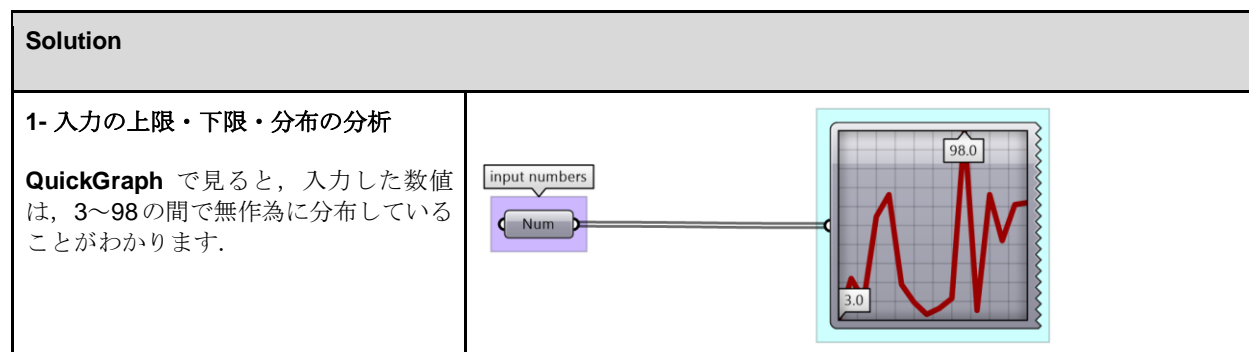 Solution
1- 入力の上限・下限・分布の分析
QuickGraph で見ると，入力した数値
は，3～98の間で無作為に分布している
ことがわかります．
input numbers
Num
98.0
3.0